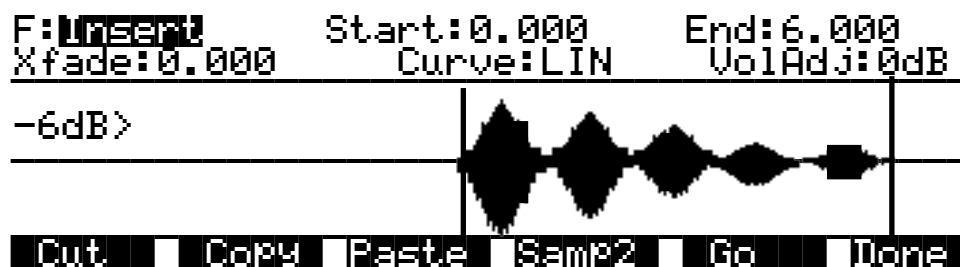 F:Insert Start:0.000 End:6.000
Xfade:0.000 Curve:LIN VolAdj:0dB
-6dB>
Cut Copy Paste Samp2 Go Done